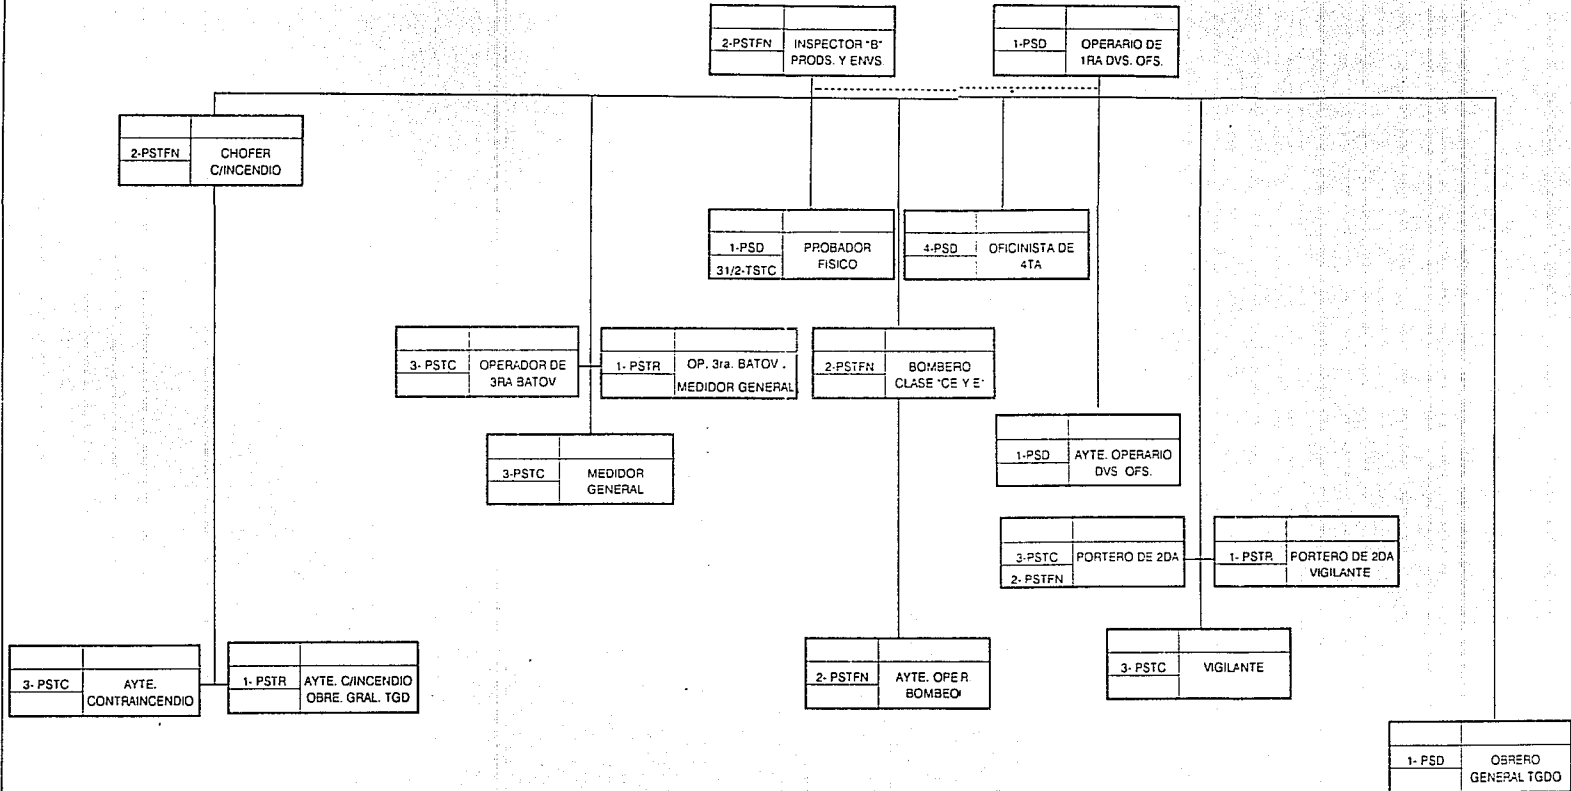 2-PSTFN INSPECTOR "B"
PRODS. Y ENVS.
1-PSD OPERARIO DE
1RA DVS. OFS.
2-PSTFN CHOFER
C/INCENDIO
1-PSD PROBADOR
31/2-TSTC FISICO
4-PSD OFICINISTA DE
4TA
3- PSTC OPERADOR DE
3RA BATOV
1- PSTR OP. 3ra. BATOV.
MEDIDOR GENERAL
2-PSTFN BOMBERO
CLASE "CE Y E"
1-PSD AYTE. OPERARIO
DVS OFS.
3-PSTC MEDIDOR
GENERAL
3-PSTC PORTERO DE 2DA
2- PSTFN
1- PSTR PORTERO DE 2DA
VIGILANTE
3- PSTC AYTE.
CONTRAINCENDIO
1- PSTR AYTE. C/INCENDIO
OBRE. GRAL. TGD
2- PSTFN AYTE. OPER.
BOMBEO
3- PSTC VIGILANTE
1- PSD OBRERO
GENERAL TGDO